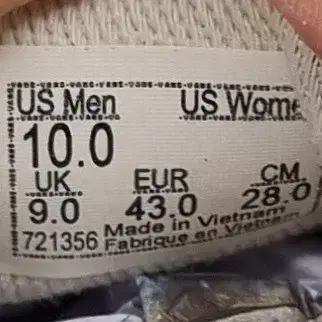 US Men US Wome
10.0
UK EUR CM
9.0 43.0 28.0
721356 Made in Vietnam
Fabrique en Vietnam